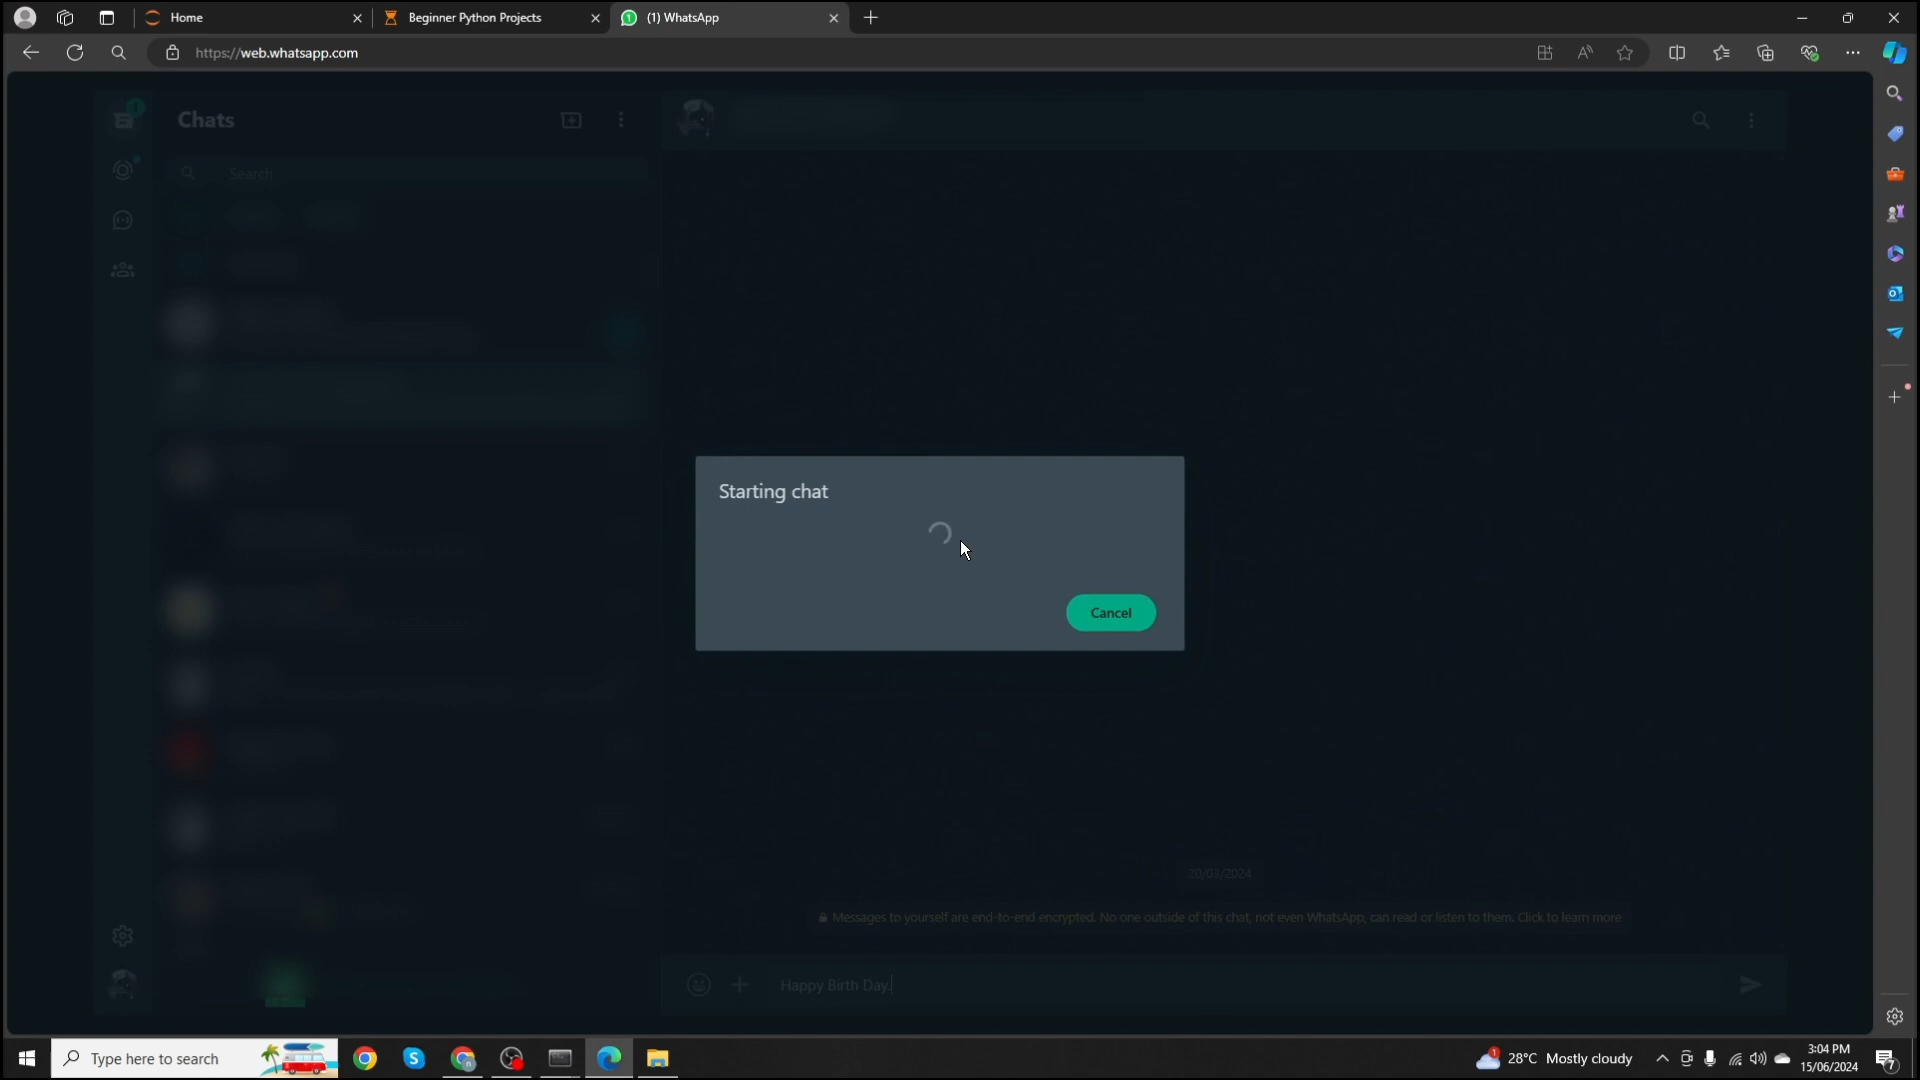 Home
Beginner Python Projects
(1) WhatsApp
https://web.whatsapp.com
Chats
Search
Starting chat
Cancel
20/03/2024
Messages to yourself are end-to-end encrypted. No one outside of this chat, not even WhatsApp, can read or listen to them. Click to learn more
Happy Birth Day.
Type here to search
28°C Mostly cloudy
3:04 PM
15/06/2024